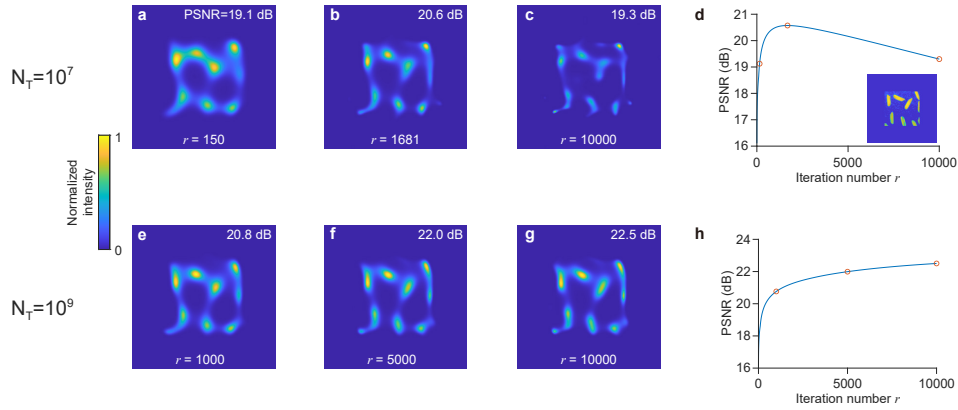 a PSNR=19.1 dB
r = 150
b 20.6 dB
r = 1681
c 19.3 dB
r = 10000
d
PSNR (dB)
21
20
19
18
17
16
0 5000 10000
Iteration number r
N_T=10^7
Normalized
intensity
1
0
N_T=10^9
e 20.8 dB
r = 1000
f 22.0 dB
r = 5000
g 22.5 dB
r = 10000
h
PSNR (dB)
24
22
20
18
16
0 5000 10000
Iteration number r